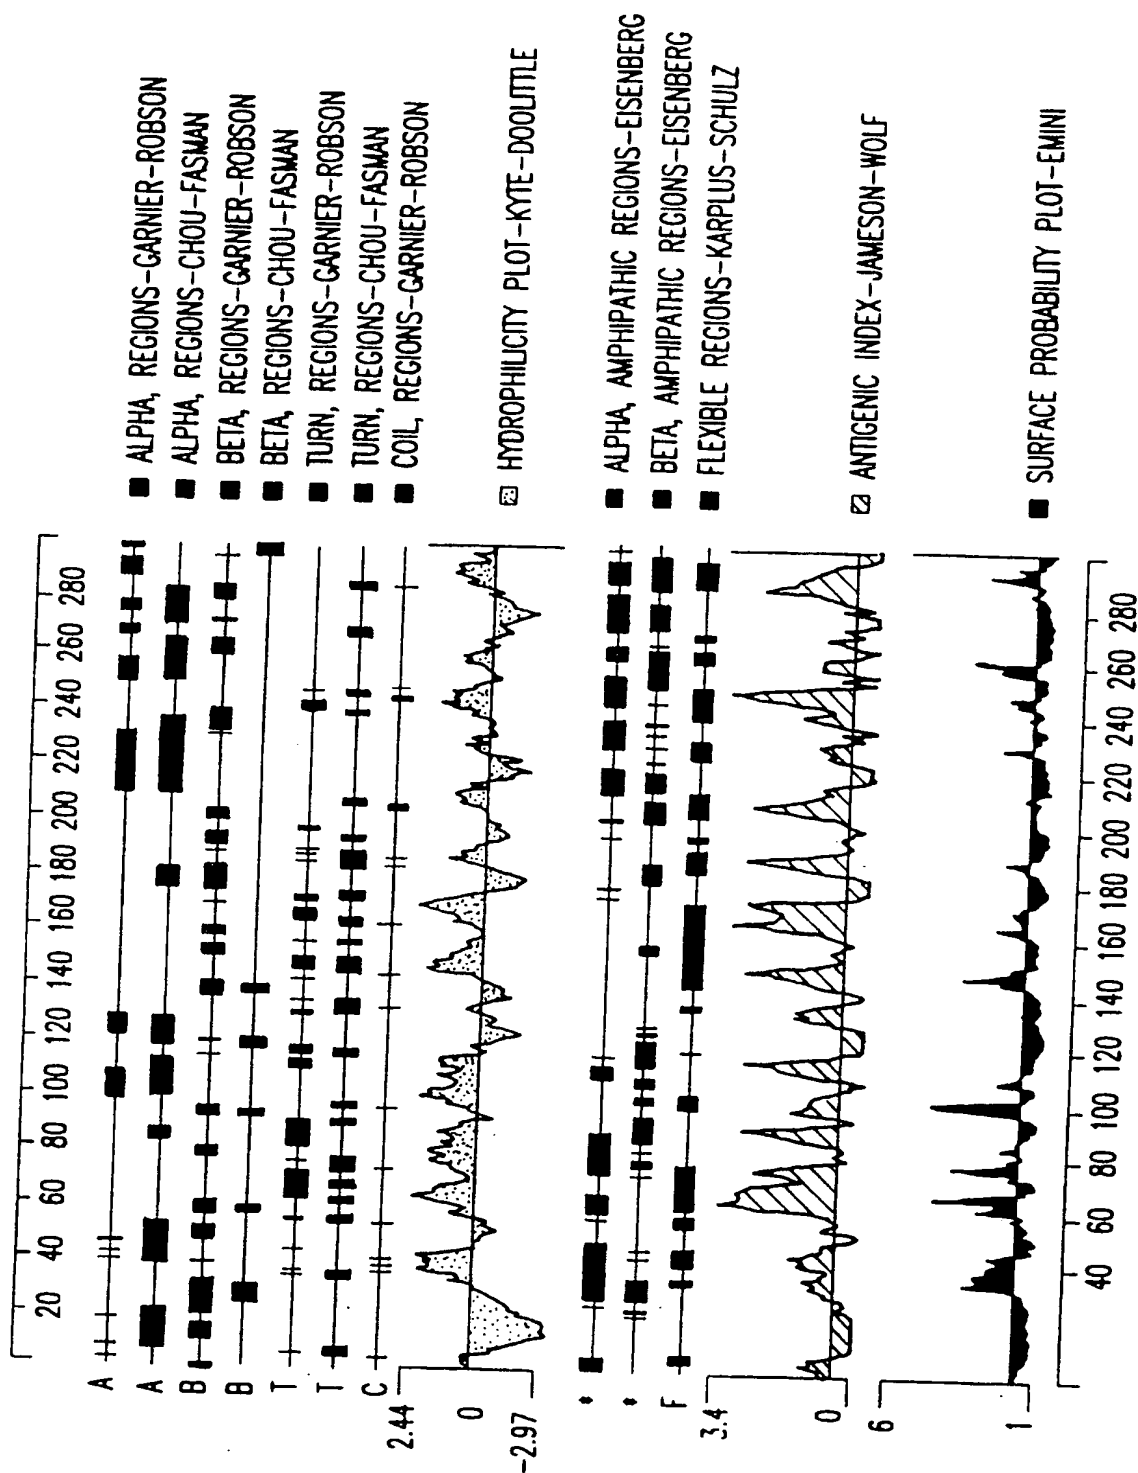 20 40 60 80 100 120 140 160 180 200 220 240 260 280
A ■ ALPHA, REGIONS-GARNIER-ROBSON
A ■ ALPHA, REGIONS-CHOU-FASMAN
B ■ BETA, REGIONS-GARNIER-ROBSON
B ■ BETA, REGIONS-CHOU-FASMAN
T ■ TURN, REGIONS-GARNIER-ROBSON
T ■ TURN, REGIONS-CHOU-FASMAN
C ■ COIL, REGIONS-GARNIER-ROBSON
2.44
0 HYDROPHILICITY PLOT-KYTE-DOOLITTLE
-2.97
* ■ ALPHA, AMPHIPATHIC REGIONS-EISENBERG
* ■ BETA, AMPHIPATHIC REGIONS-EISENBERG
F ■ FLEXIBLE REGIONS-KARPLUS-SCHULZ
3.4
0 ANTIGENIC INDEX-JAMESON-WOLF
6
1 ■ SURFACE PROBABILITY PLOT-EMINI
40 60 80 100 120 140 160 180 200 220 240 260 280